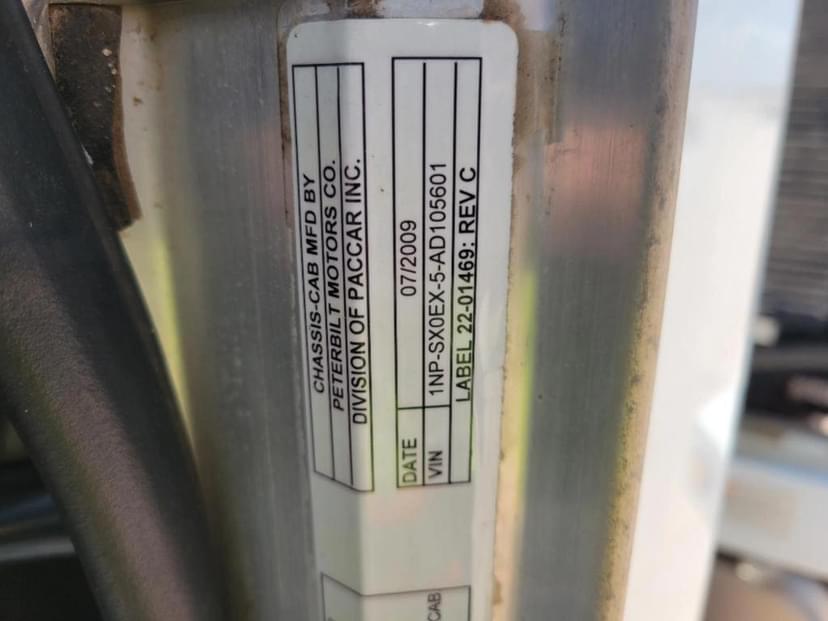 CHASSIS-CAB MFD BY
PETERBILT MOTORS CO.
DIVISION OF PACCAR INC.
DATE 07/2009
VIN 1NP-SX0EX-5-AD105601
LABEL 22-01469: REV C
CAB